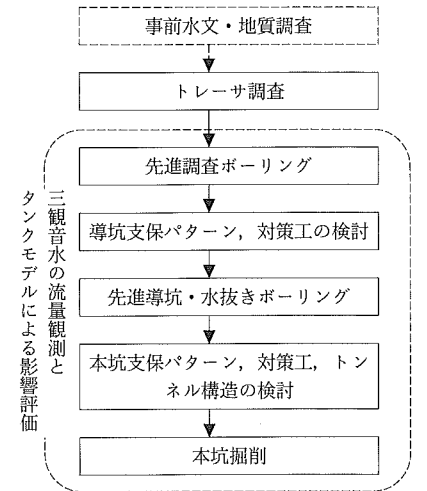 事前水文・地質調査
トレーサ調査
先進調査ボーリング
導坑支保パターン，対策工の検討
先進導坑・水抜きボーリング
本坑支保パターン，対策工，トン
ネル構造の検討
本坑掘削
三観音水の流量観測と
タンクモデルによる影響評価